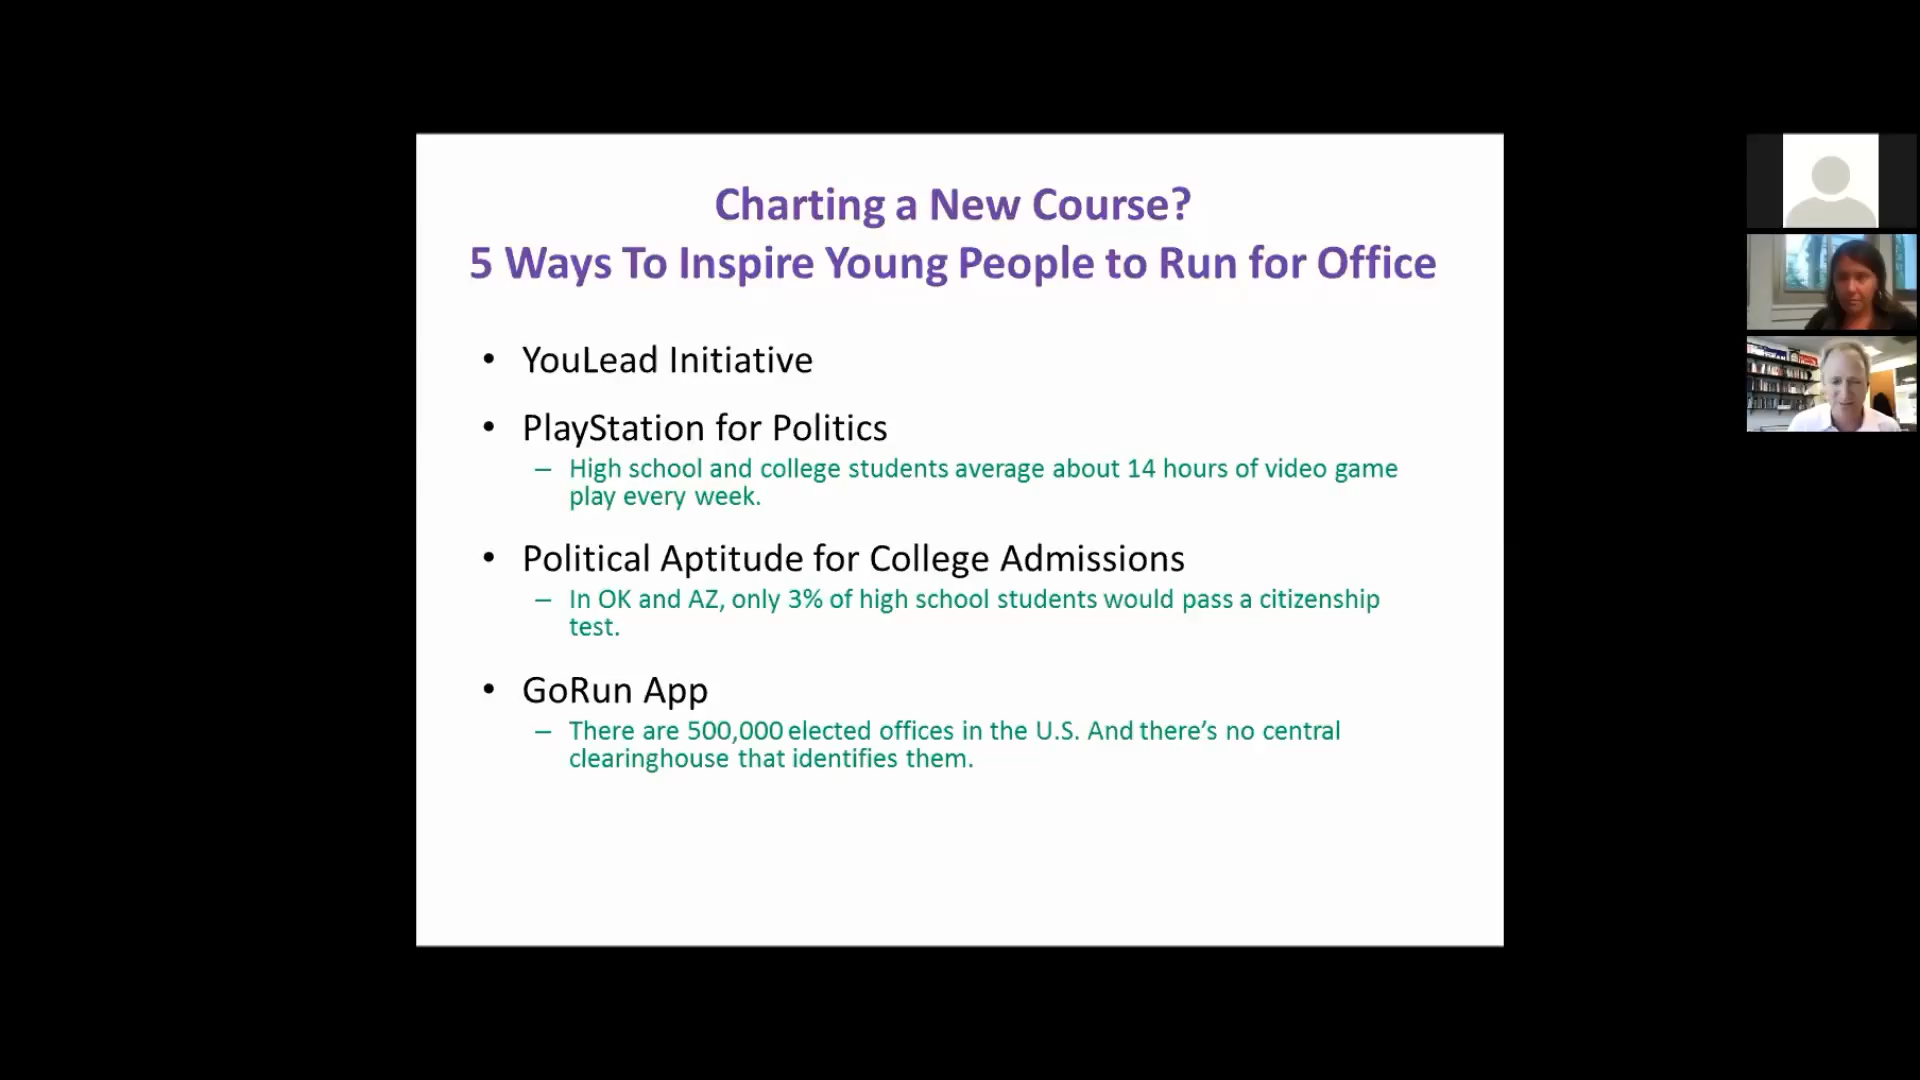 Charting a New Course?
5 Ways To Inspire Young People to Run for Office
• YouLead Initiative
• PlayStation for Politics
– High school and college students average about 14 hours of video game
play every week.
• Political Aptitude for College Admissions
– In OK and AZ, only 3% of high school students would pass a citizenship
test.
• GoRun App
– There are 500,000 elected offices in the U.S. And there's no central
clearinghouse that identifies them.